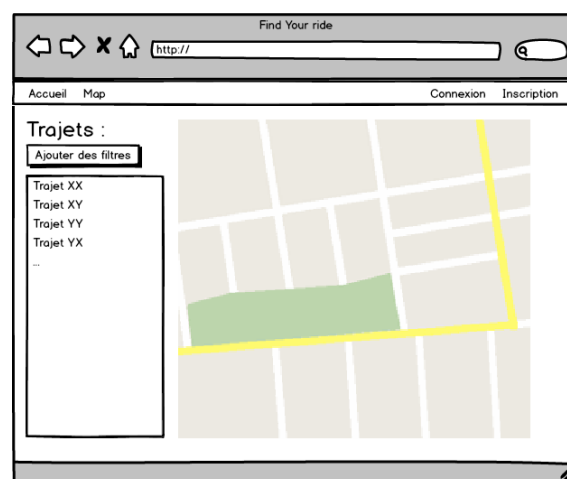 Find Your ride
http://
Accueil Map Connexion Inscription
Trajets :
Ajouter des filtres
Trajet XX
Trajet XY
Trajet YY
Trajet YX
...